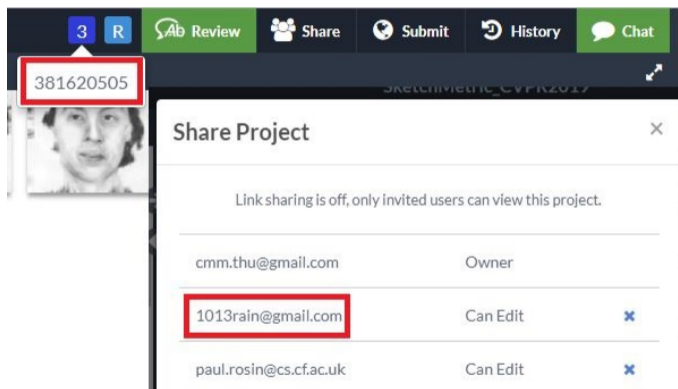 3 R Review Share Submit History Chat
381620505
SketchMetric_CVPR2019
Share Project ×
Link sharing is off, only invited users can view this project.
cmm.thu@gmail.com Owner
1013rain@gmail.com Can Edit
paul.rosin@cs.cf.ac.uk Can Edit